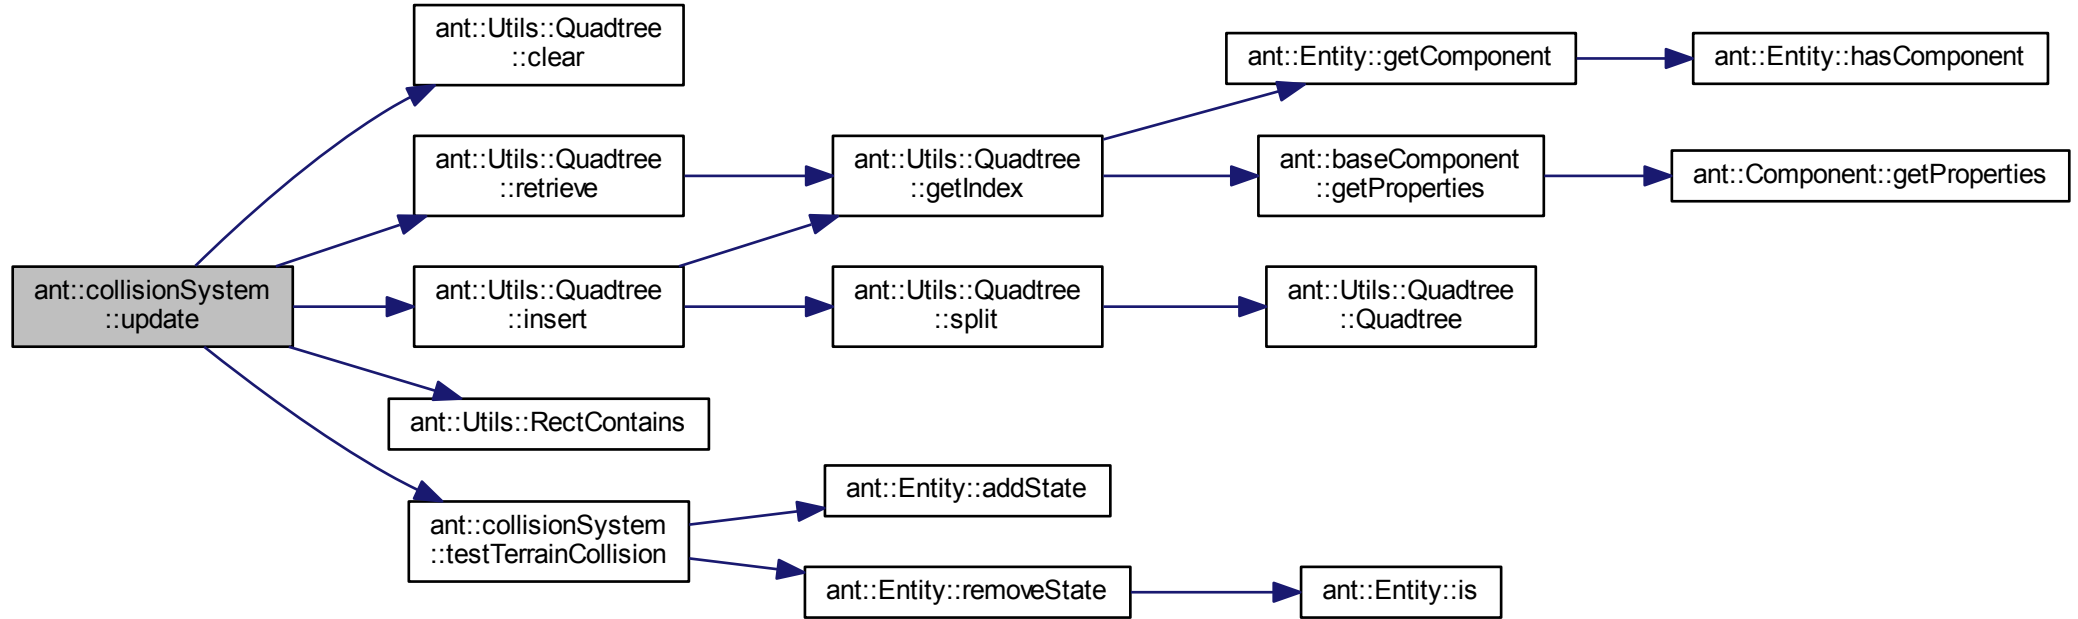 ant::Utils::Quadtree
::clear
ant::Entity::getComponent
ant::Entity::hasComponent
ant::Utils::Quadtree
::retrieve
ant::Utils::Quadtree
::getIndex
ant::baseComponent
::getProperties
ant::Component::getProperties
ant::collisionSystem
::update
ant::Utils::Quadtree
::insert
ant::Utils::Quadtree
::split
ant::Utils::Quadtree
::Quadtree
ant::Utils::RectContains
ant::collisionSystem
::testTerrainCollision
ant::Entity::addState
ant::Entity::removeState
ant::Entity::is